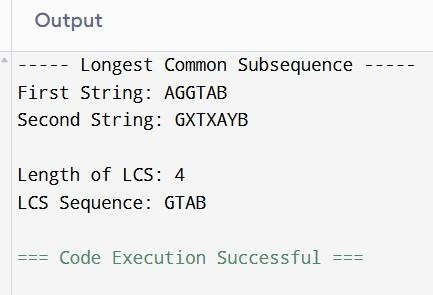 Output
----- Longest Common Subsequence -----
First String: AGGTAB
Second String: GXTXAYB
Length of LCS: 4
LCS Sequence: GTAB
=== Code Execution Successful ===